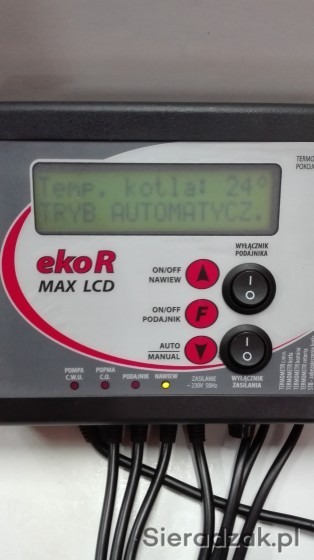 Temp. kotla: 24°
TRYB AUTOMATYCZ.
TERMO
POKOJ
ekoR
MAX LCD
WYŁĄCZNIK
PODAJNIKA
ON/OFF
NAWIEW
ON/OFF
PODAJNIK
F
AUTO
MANUAL
POMPA
C.W.U.
POPMA
C.O.
PODAJNIK
NAWIEW
ZASILANIE
~ 230V 50Hz
WYŁĄCZNIK
ZASILANIA
Sieradzak.pl